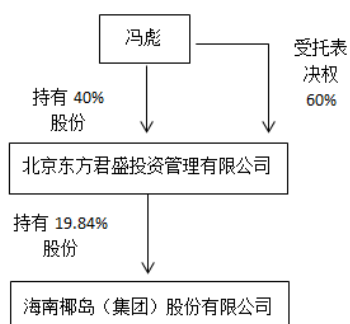 冯彪
受托表
决权
60%
持有 40%
股份
北京东方君盛投资管理有限公司
持有 19.84%
股份
海南椰岛（集团）股份有限公司